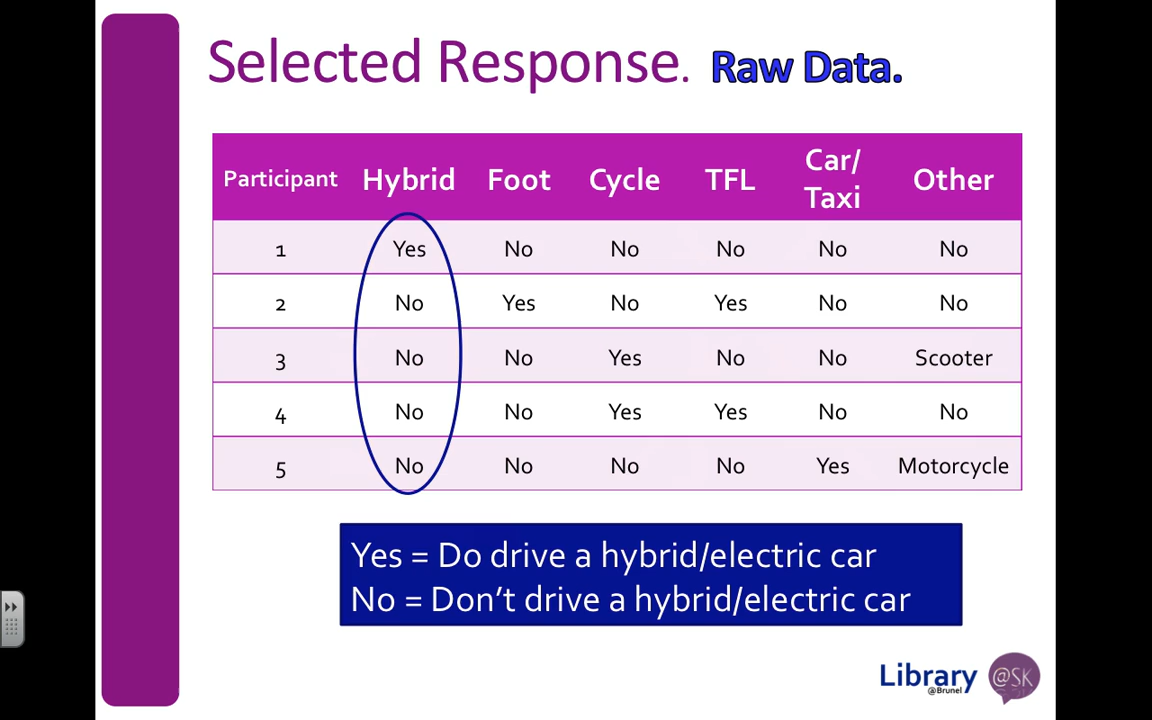 Selected Response. Raw Data.
Participant Hybrid Foot Cycle TFL Car/ Taxi Other
1 Yes No No No No No
2 No Yes No Yes No No
3 No No Yes No No Scooter
4 No No Yes Yes No No
5 No No No No Yes Motorcycle
Yes = Do drive a hybrid/electric car
No = Don't drive a hybrid/electric car
Library @SK
@Brunel